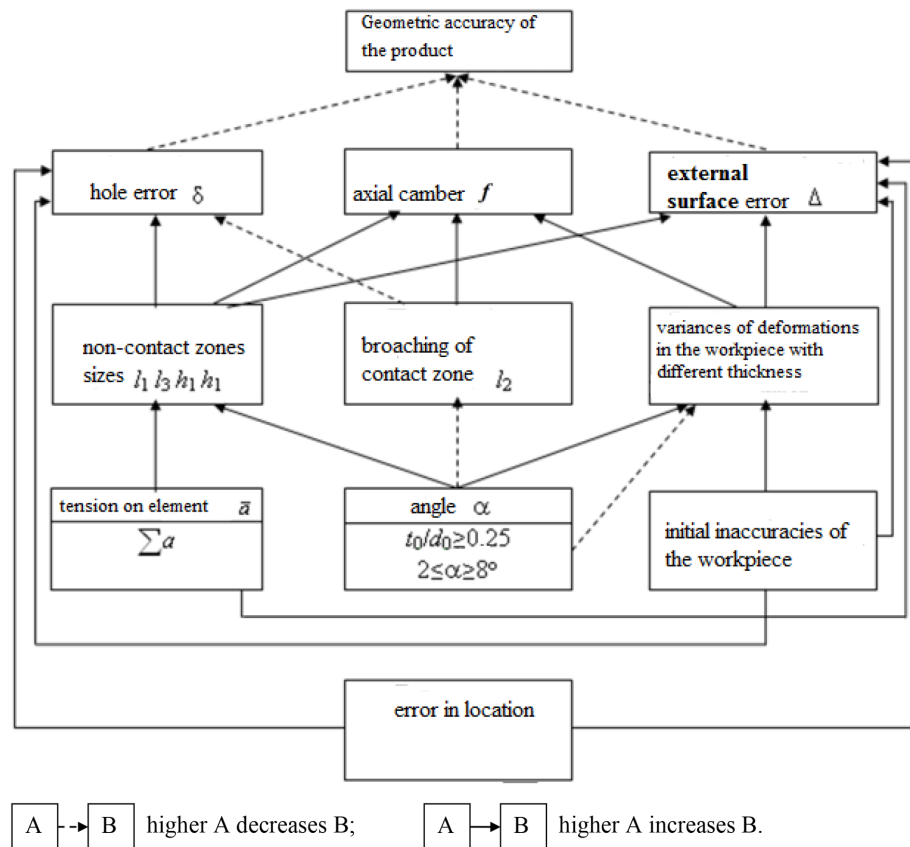 Geometric accuracy of
the product
hole error δ
axial camber f
external
surface error Δ
non-contact zones
sizes l₁ l₃ h₁ h₁
broaching of
contact zone l₂
variances of deformations
in the workpiece with
different thickness
tension on element a̅
∑a
angle α
t₀/d₀≥0.25
2≤α≥8°
initial inaccuracies of
the workpiece
error in location
A B higher A decreases B;
A B higher A increases B.